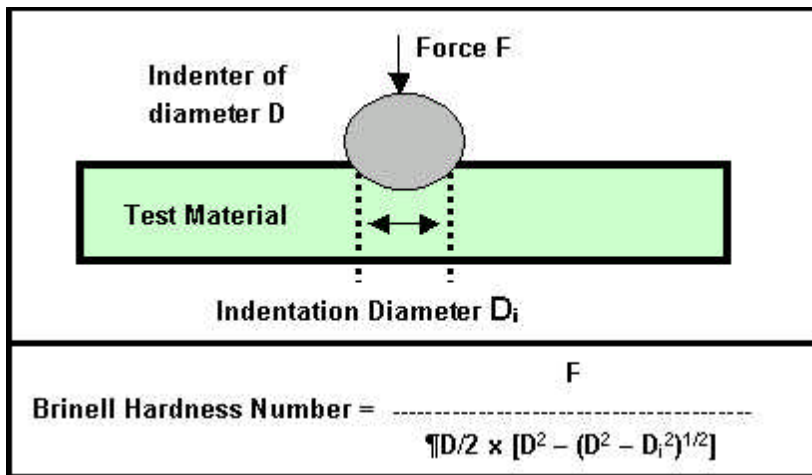 Force F
Indenter of
diameter D
Test Material
Indentation Diameter Di
F
Brinell Hardness Number = ------------------------------------
¶D/2 x [D² – (D² – Di²)1/2]